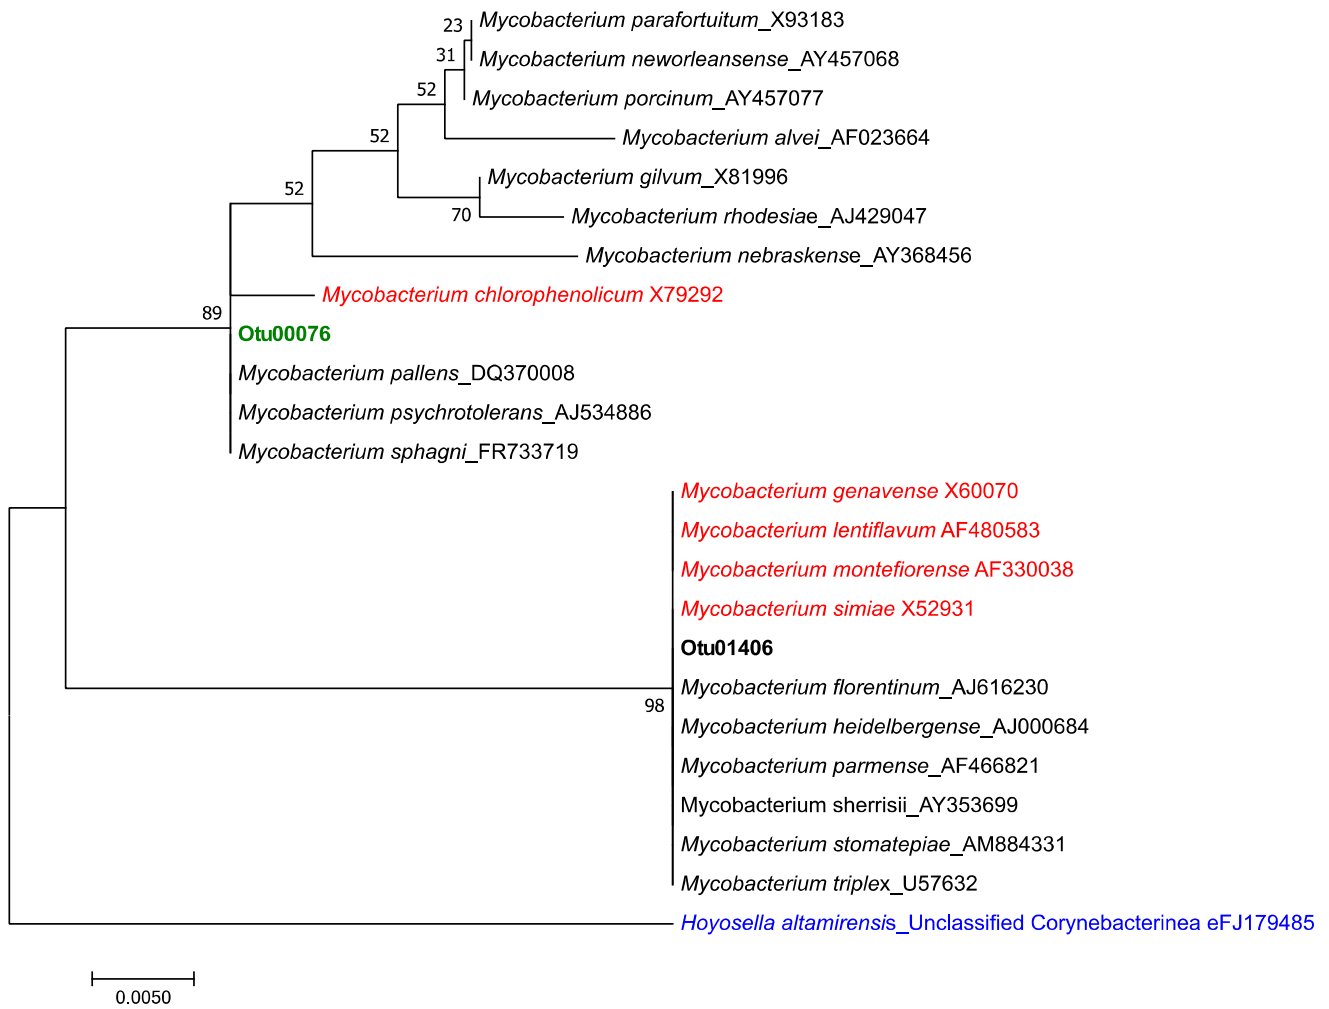 23
Mycobacterium parafortuitum_X93183
31
Mycobacterium neworleansense_AY457068
52
Mycobacterium porcinum_AY457077
52
Mycobacterium alvei_AF023664
52
Mycobacterium gilvum_X81996
70
Mycobacterium rhodesiae_AJ429047
Mycobacterium nebraskense_AY368456
Mycobacterium chlorophenolicum X79292
89
Otu00076
Mycobacterium pallens_DQ370008
Mycobacterium psychrotolerans_AJ534886
Mycobacterium sphagni_FR733719
Mycobacterium genavense X60070
Mycobacterium lentiflavum AF480583
Mycobacterium montefiorense AF330038
Mycobacterium simiae X52931
Otu01406
Mycobacterium florentinum_AJ616230
98
Mycobacterium heidelbergense_AJ000684
Mycobacterium parmense_AF466821
Mycobacterium sherrisii_AY353699
Mycobacterium stomatepiae_AM884331
Mycobacterium triplex_U57632
Hoyosella altamirensis_Unclassified Corynebacterinea eFJ179485
0.0050